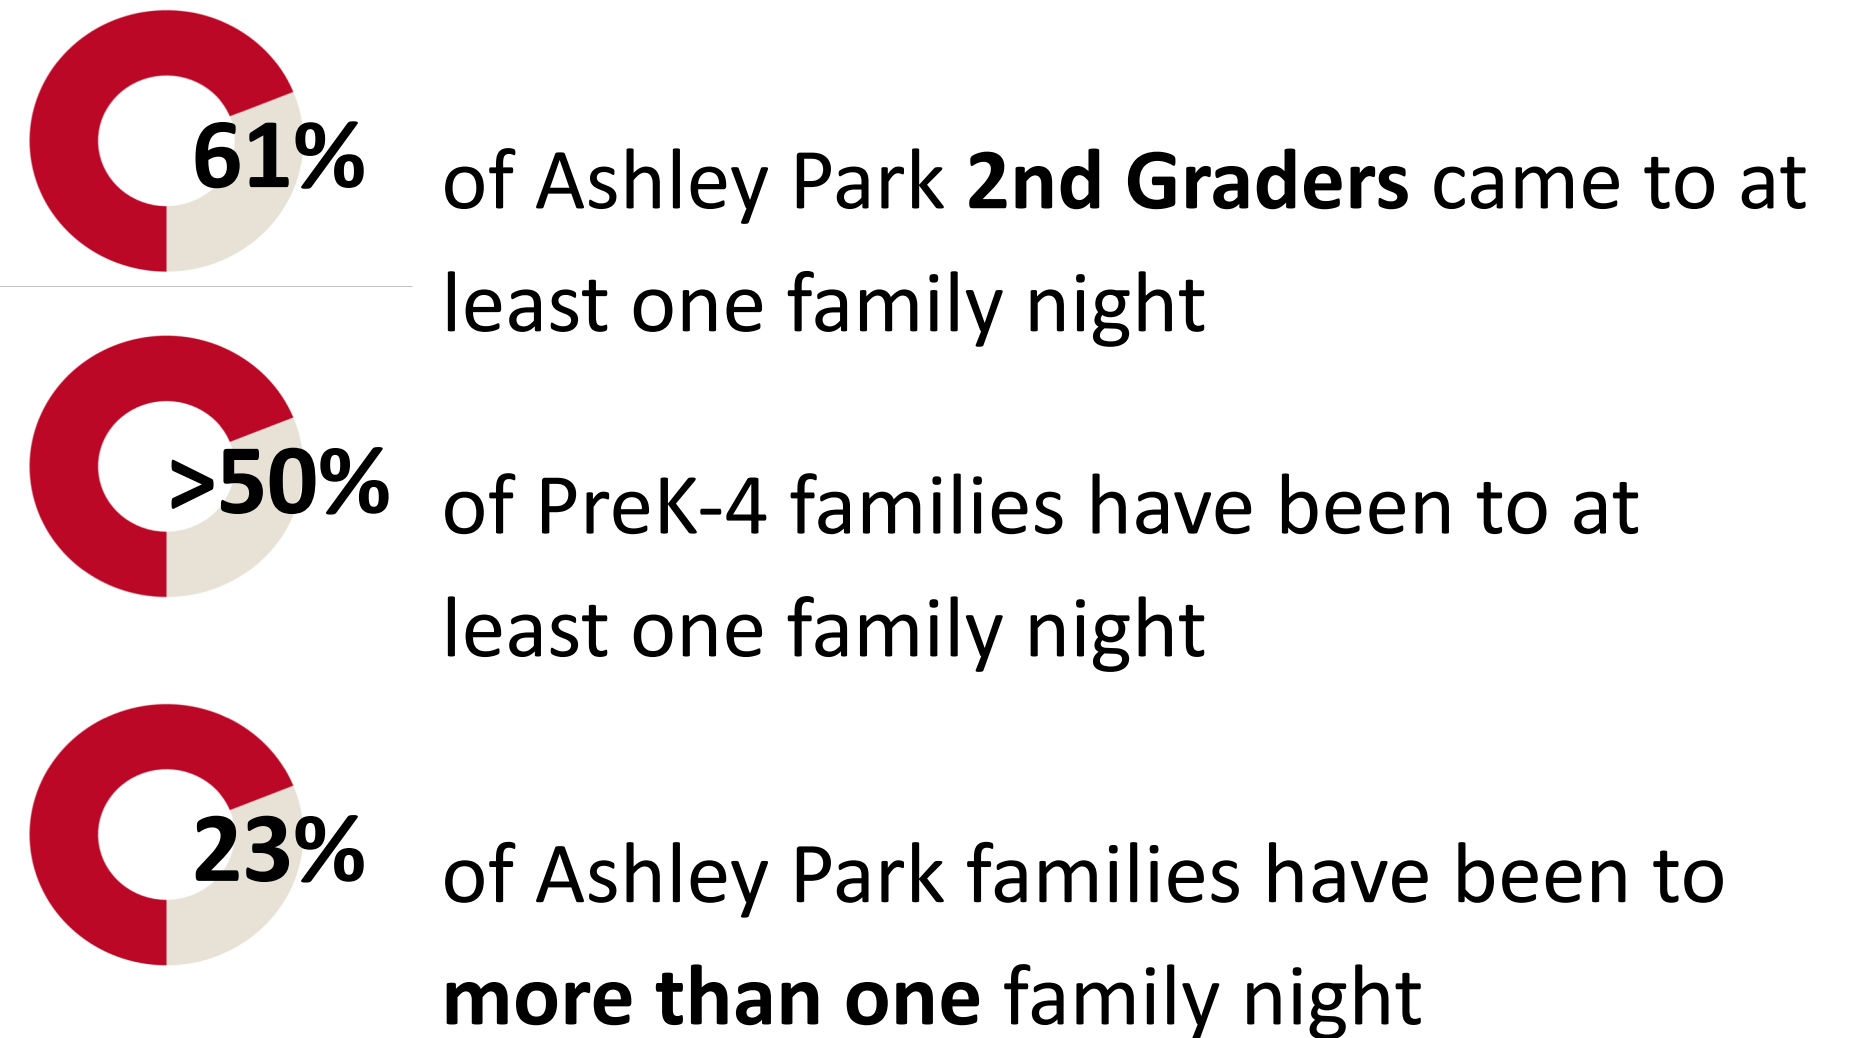 61%
of Ashley Park 2nd Graders came to at
least one family night
>50%
of PreK-4 families have been to at
least one family night
23%
of Ashley Park families have been to
more than one family night